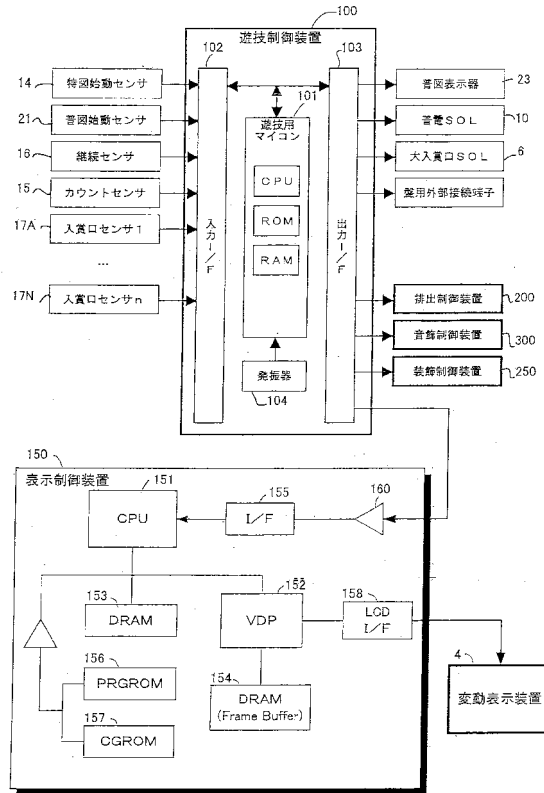 100
遊技制御装置
102
103
14
特図始動センサ
21
普図始動センサ
16
継続センサ
15
カウントセンサ
17A
入賞口センサ1
…
17N
入賞口センサn
入力I/F
101
遊技用
マイコン
CPU
ROM
RAM
発振器
104
出力I/F
普図表示器
23
普電SOL
10
大入賞口SOL
6
盤用外部接続端子
排出制御装置
200
音飾制御装置
300
装飾制御装置
250
150
表示制御装置
151
CPU
155
I/F
160
153
DRAM
152
VDP
158
LCD
I/F
156
PRGROM
154
DRAM
(Frame Buffer)
157
CGROM
4
変動表示装置